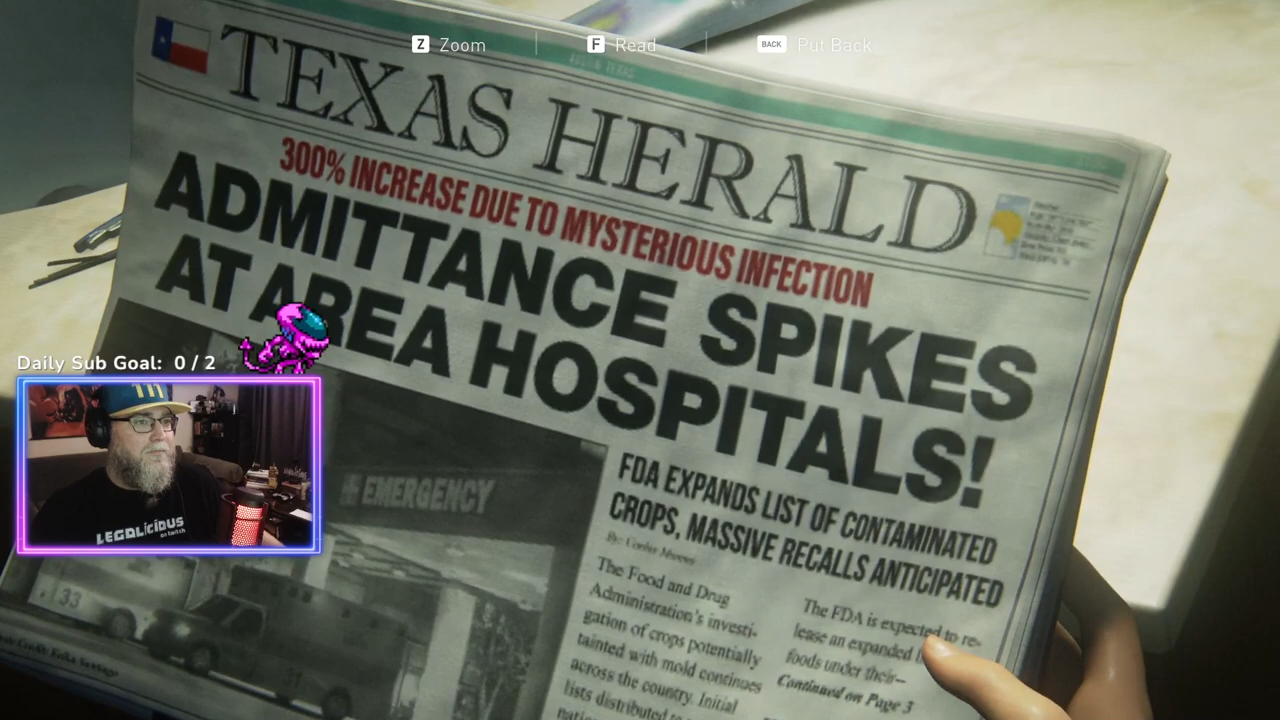 Z Zoom
F Read
BACK Put Back
TEXAS HERALD
300% INCREASE DUE TO MYSTERIOUS INFECTION
ADMITTANCE SPIKES
AT AREA HOSPITALS!
Daily Sub Goal: 0 / 2
LEGALICIOUS
on twitch
EMERGENCY
33
FDA EXPANDS LIST OF CONTAMINATED
CROPS, MASSIVE RECALLS ANTICIPATED
The Food and Drug
Administration's investi-
gation of crops potentially
tainted with mold continues
across the country. Initial
lists distributed
The FDA is expected to re-
lease an expanded
foods under their--
Continued on Page 3